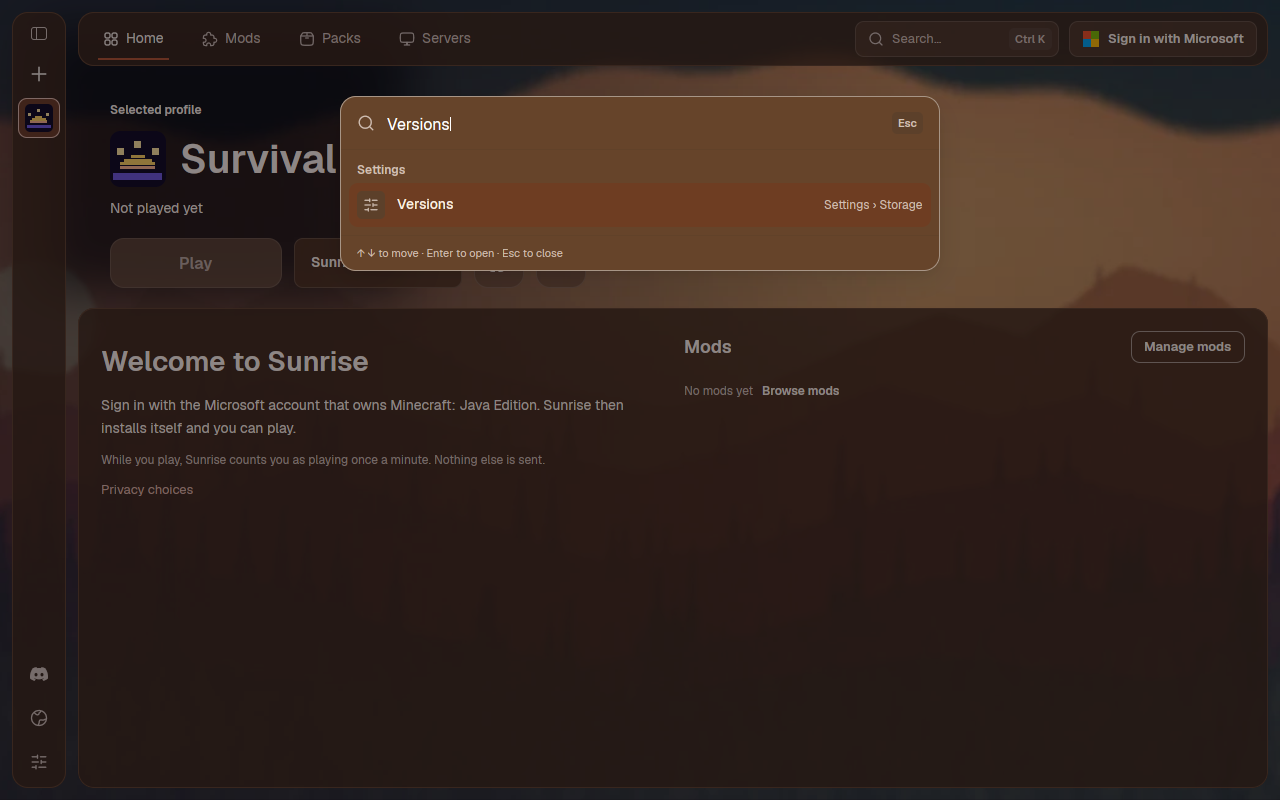 Home
Mods
Packs
Servers
Search...
Ctrl K
Sign in with Microsoft
Selected profile
Survival
Not played yet
Play
Versions
Esc
Settings
Versions
Settings › Storage
↑↓ to move · Enter to open · Esc to close
Welcome to Sunrise
Sign in with the Microsoft account that owns Minecraft: Java Edition. Sunrise then
installs itself and you can play.
While you play, Sunrise counts you as playing once a minute. Nothing else is sent.
Privacy choices
Mods
Manage mods
No mods yet Browse mods